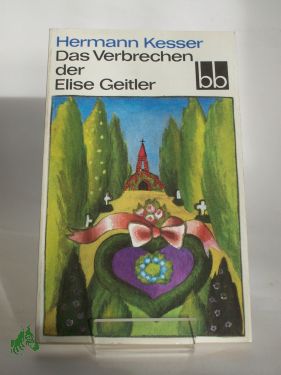 Hermann Kesser
Das Verbrechen
der
Elise Geitler
bb